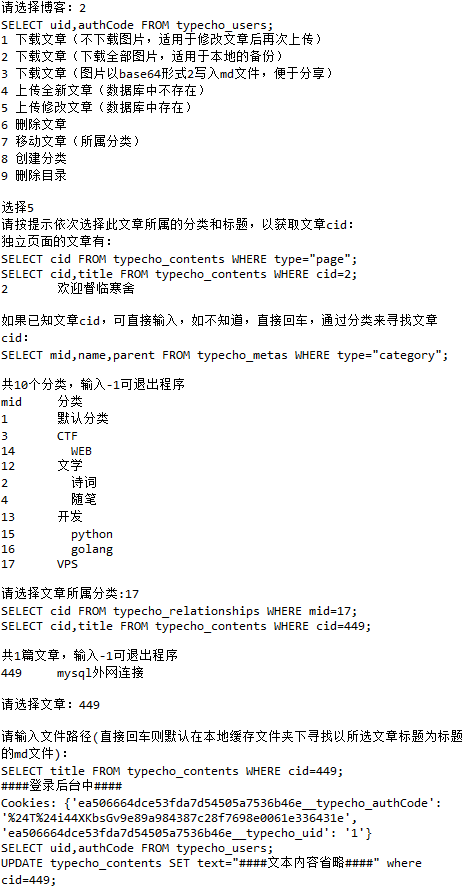 请选择博客：2
SELECT uid,authCode FROM typecho_users;
1 下载文章（不下载图片，适用于修改文章后再次上传）
2 下载文章（下载全部图片，适用于本地的备份）
3 下载文章（图片以base64形式2写入md文件，便于分享）
4 上传全新文章（数据库中不存在）
5 上传修改文章（数据库中存在）
6 删除文章
7 移动文章（所属分类）
8 创建分类
9 删除目录
选择5
请按提示依次选择此文章所属的分类和标题，以获取文章cid：
独立页面的文章有：
SELECT cid FROM typecho_contents WHERE type="page";
SELECT cid,title FROM typecho_contents WHERE cid=2;
2 欢迎督临寒舍
如果已知文章cid，可直接输入，如不知道，直接回车，通过分类来寻找文章
cid：
SELECT mid,name,parent FROM typecho_metas WHERE type="category";
共10个分类，输入-1可退出程序
mid 分类
1 默认分类
3 CTF
14 WEB
12 文学
2 诗词
4 随笔
13 开发
15 python
16 golang
17 VPS
请选择文章所属分类:17
SELECT cid FROM typecho_relationships WHERE mid=17;
SELECT cid,title FROM typecho_contents WHERE cid=449;
共1篇文章，输入-1可退出程序
449 mysql外网连接
请选择文章：449
请输入文件路径(直接回车则默认在本地缓存文件夹下寻找以所选文章标题为标题
的md文件)：
SELECT title FROM typecho_contents WHERE cid=449;
####登录后台中####
Cookies: {'ea506664dce53fda7d54505a7536b46e__typecho_authCode':
'%24T%24i44XKbsGv9e89a984387c28f7698e0061e336431e',
'ea506664dce53fda7d54505a7536b46e__typecho_uid': '1'}
SELECT uid,authCode FROM typecho_users;
UPDATE typecho_contents SET text="####文本内容省略####" where
cid=449;